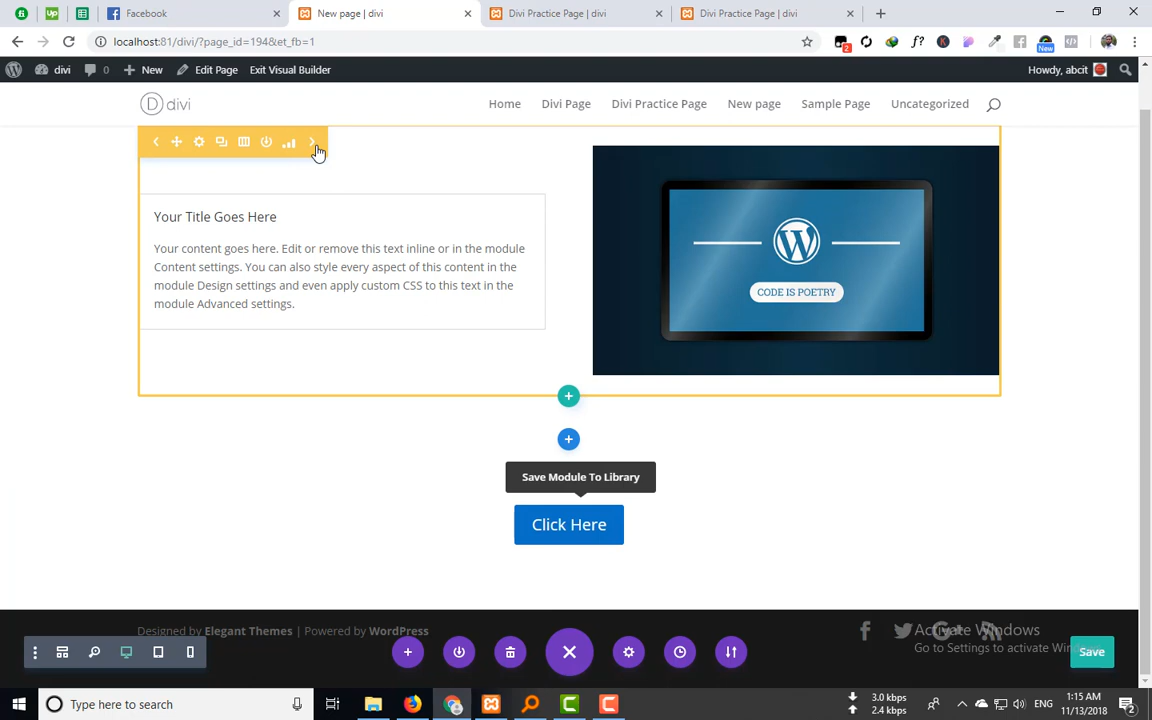 Facebook
New page | divi
Divi Practice Page | divi
Divi Practice Page | divi
localhost:81/divi/?page_id=194&et_fb=1
2
f?
K
New
divi
0
New
Edit Page
Exit Visual Builder
Howdy, abcit
D divi
Home
Divi Page
Divi Practice Page
New page
Sample Page
Uncategorized
Your Title Goes Here
Your content goes here. Edit or remove this text inline or in the module
Content settings. You can also style every aspect of this content in the
module Design settings and even apply custom CSS to this text in the
module Advanced settings.
CODE IS POETRY
Save Module To Library
Click Here
Designed by Elegant Themes | Powered by WordPress
Activate Windows
Go to Settings to activate Win
Save
Type here to search
3.0 kbps
2.4 kbps
ENG
1:15 AM
11/13/2018
2